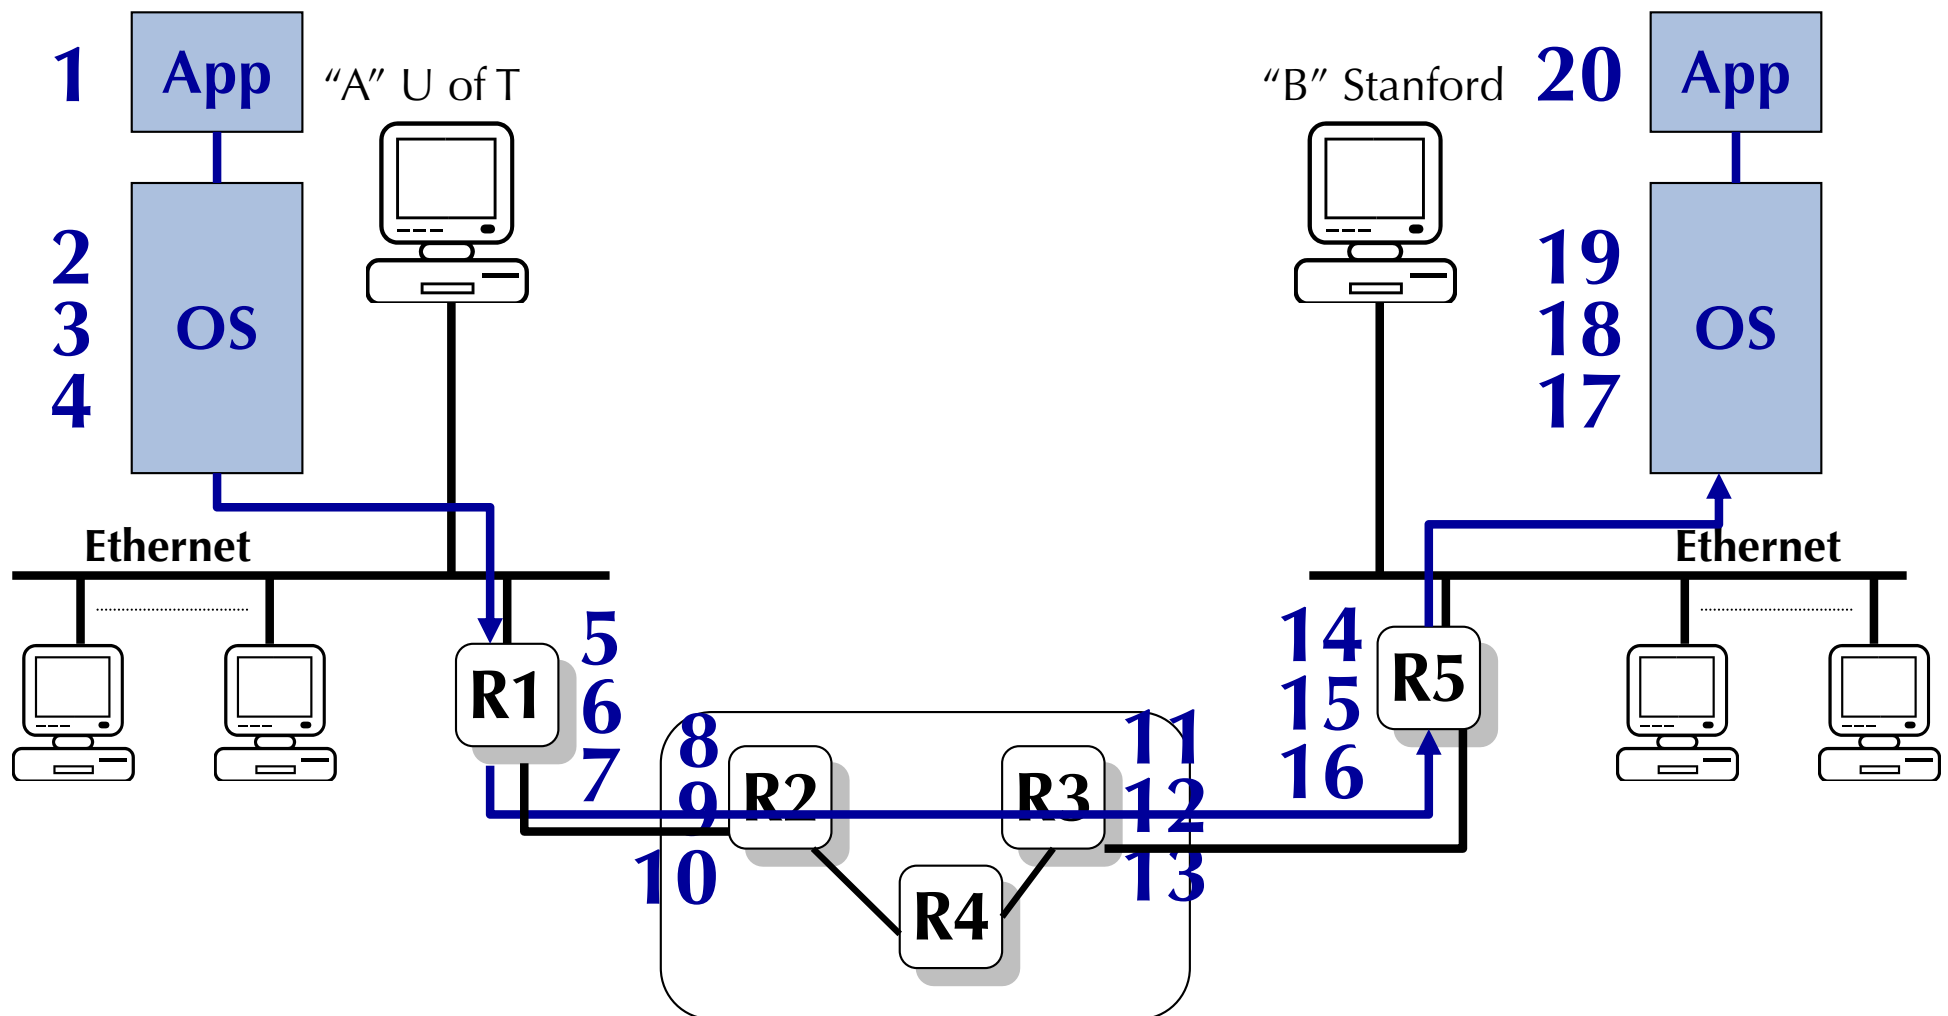 1
App
“A” U of T
“B” Stanford
20
App
2
3
4
OS
19
18
17
OS
Ethernet
Ethernet
R1
5
6
7
14
15
16
R5
8
9
10
R2
R3
11
12
13
R4